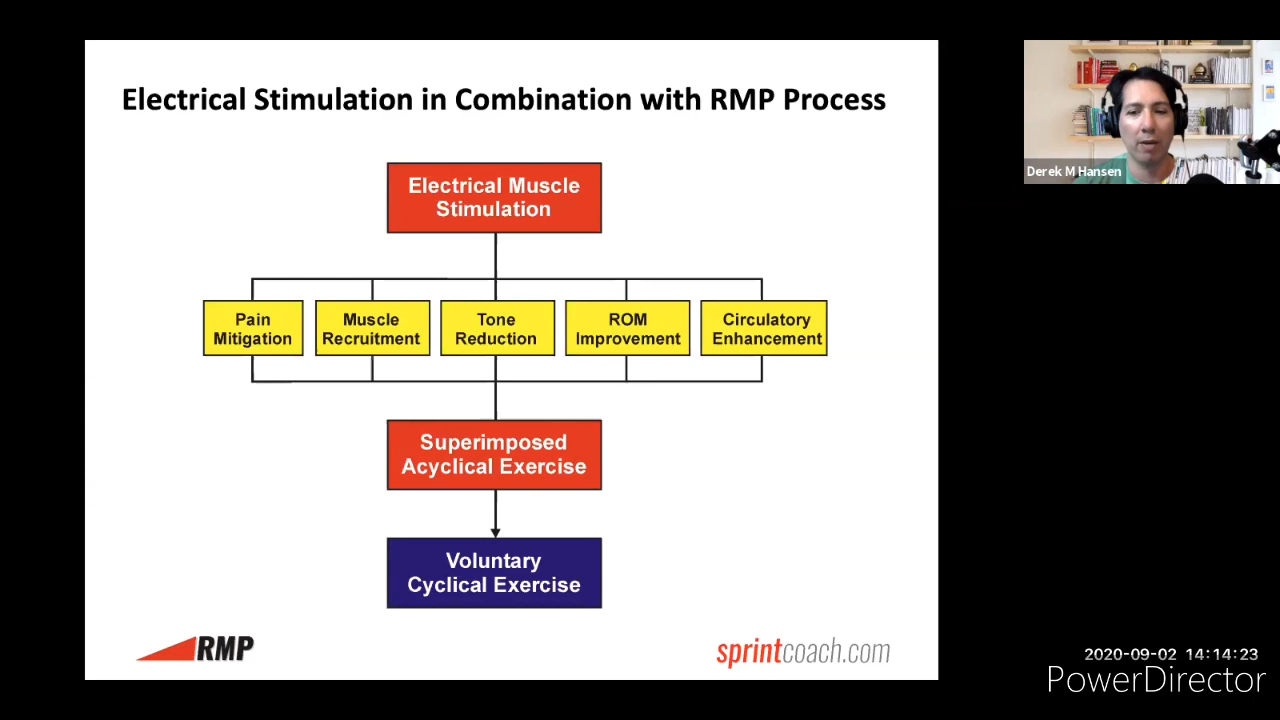 Electrical Stimulation in Combination with RMP Process
Electrical Muscle
Stimulation
Pain
Mitigation
Muscle
Recruitment
Tone
Reduction
ROM
Improvement
Circulatory
Enhancement
Superimposed
Acyclical Exercise
Voluntary
Cyclical Exercise
RMP
sprintcoach.com
Derek M Hansen
2020-09-02 14:14:23
PowerDirector